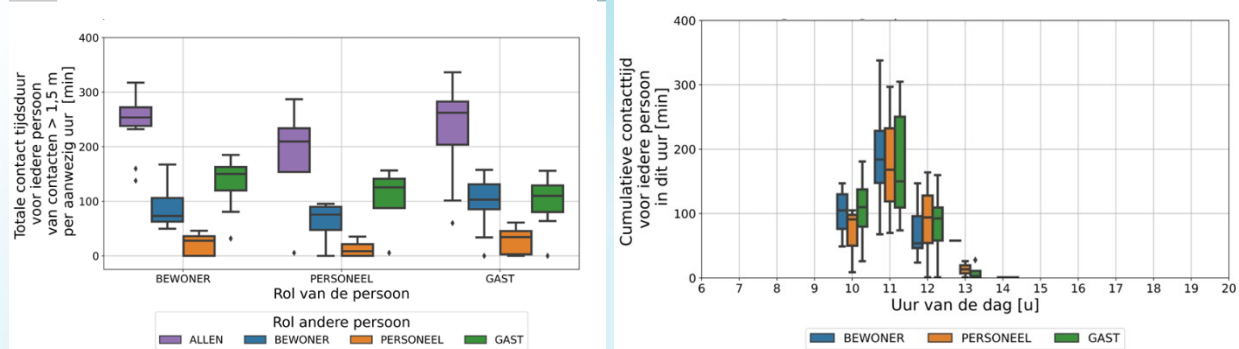 Totale contact tijdsduur
voor iedere persoon
van contacten > 1,5 m
per aanwezig uur [min]
400
300
200
100
0
BEWONER
PERSONEEL
GAST
Rol van de persoon
Rol andere persoon
ALLEN
BEWONER
PERSONEEL
GAST
Cumulatieve contacttijd
voor iedere persoon
in dit uur [min]
400
300
200
100
0
6 7 8 9 10 11 12 13 14 15 16 17 18 19 20
Uur van de dag [u]
BEWONER
PERSONEEL
GAST